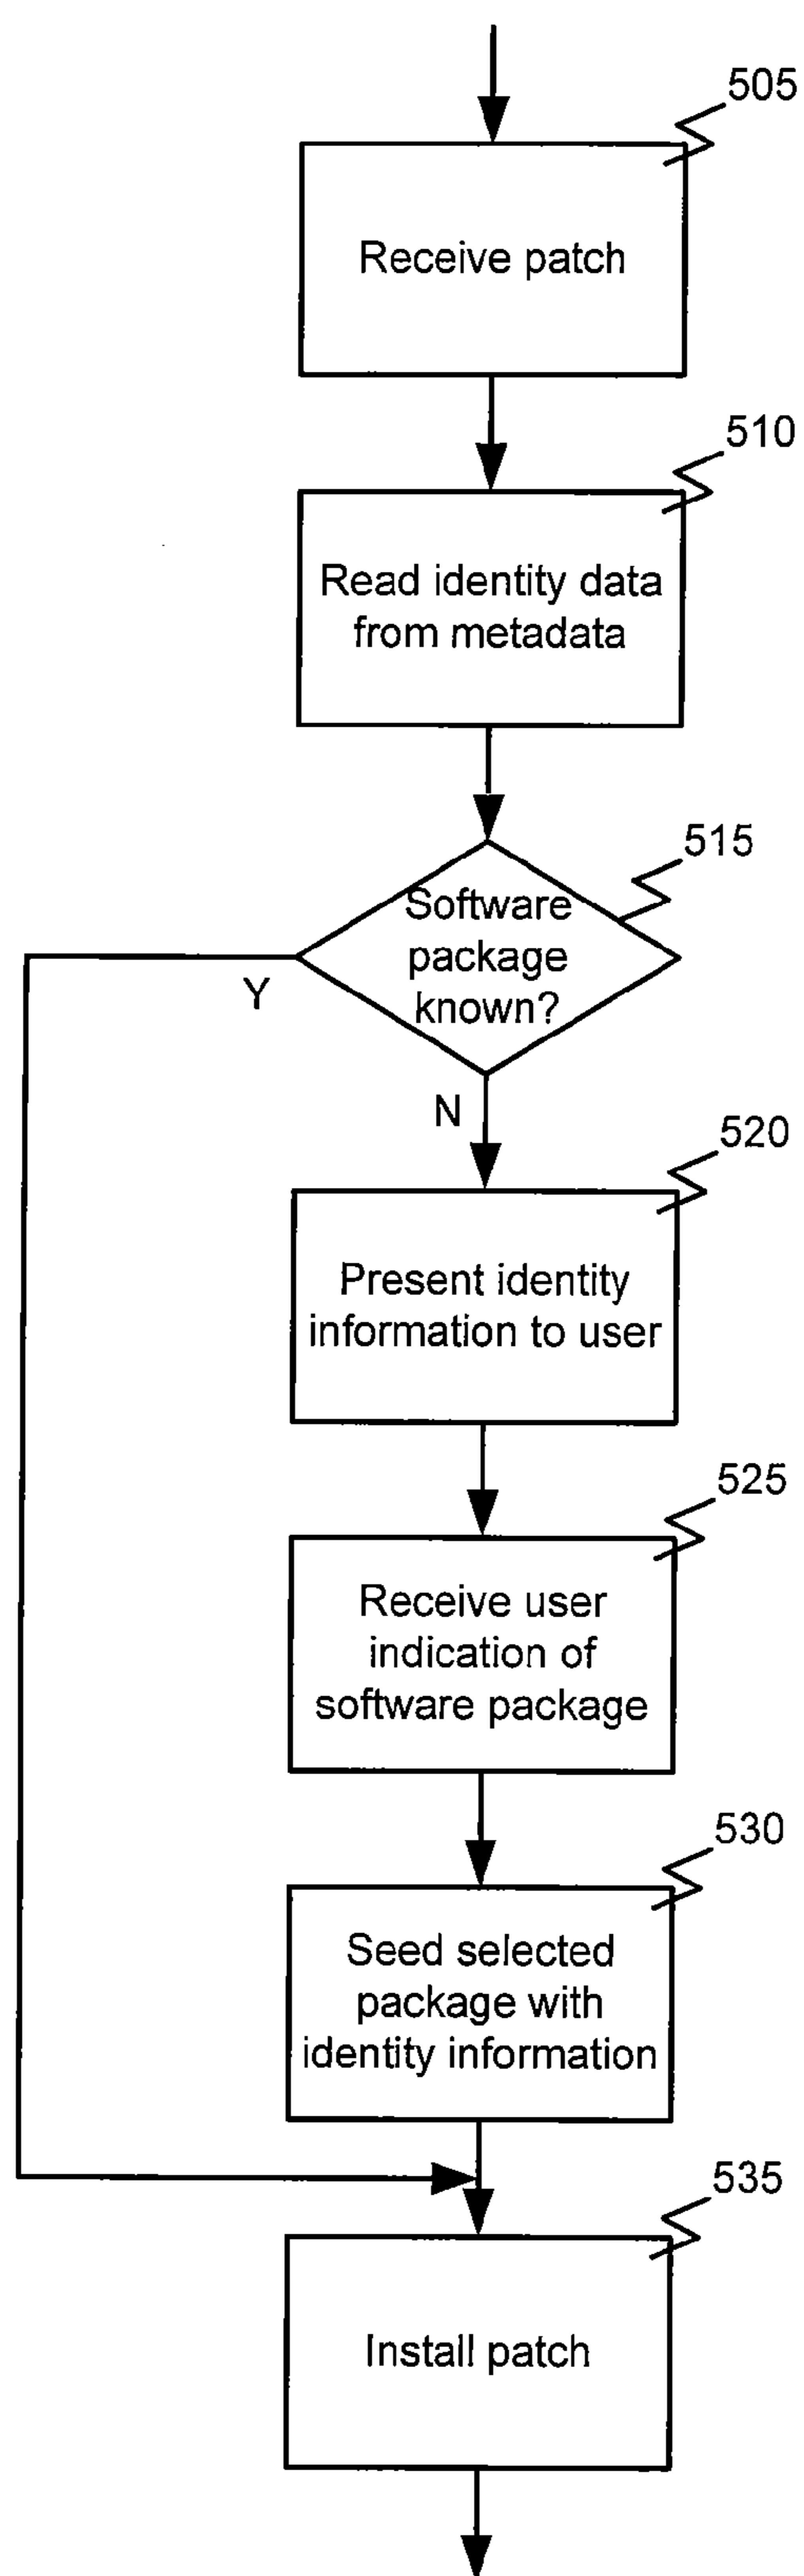 505
Receive patch
510
Read identity data
from metadata
515
Software
package
known?
Y
N
520
Present identity
information to user
525
Receive user
indication of
software package
530
Seed selected
package with
identity information
535
Install patch